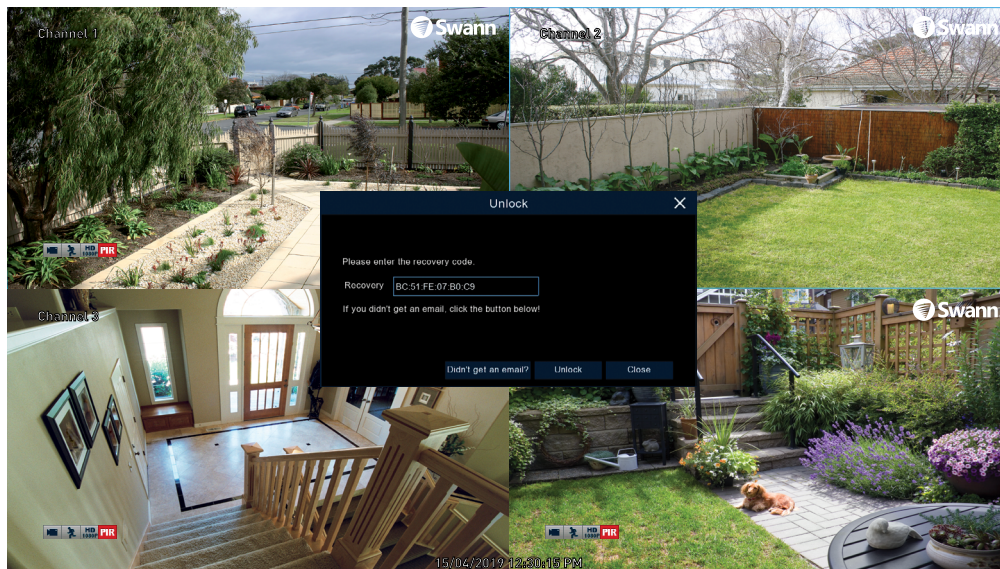 Channel 1
Swann
Channel 2
Swann
Unlock
Please enter the recovery code.
Recovery
BC:51:FE:07:B0:C9
If you didn't get an email, click the button below!
Didn't get an email?
Unlock
Close
HD
1080P
PIR
Channel 3
Swann
HD
1080P
PIR
HD
1080P
PIR
15/04/2019 12:30:15 PM